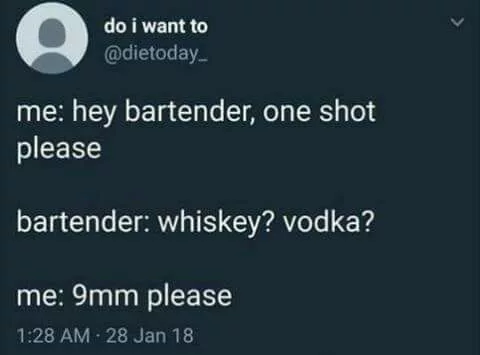 do i want to
@dietoday_
me: hey bartender, one shot
please
bartender: whiskey? vodka?
me: 9mm please
1:28 AM · 28 Jan 18